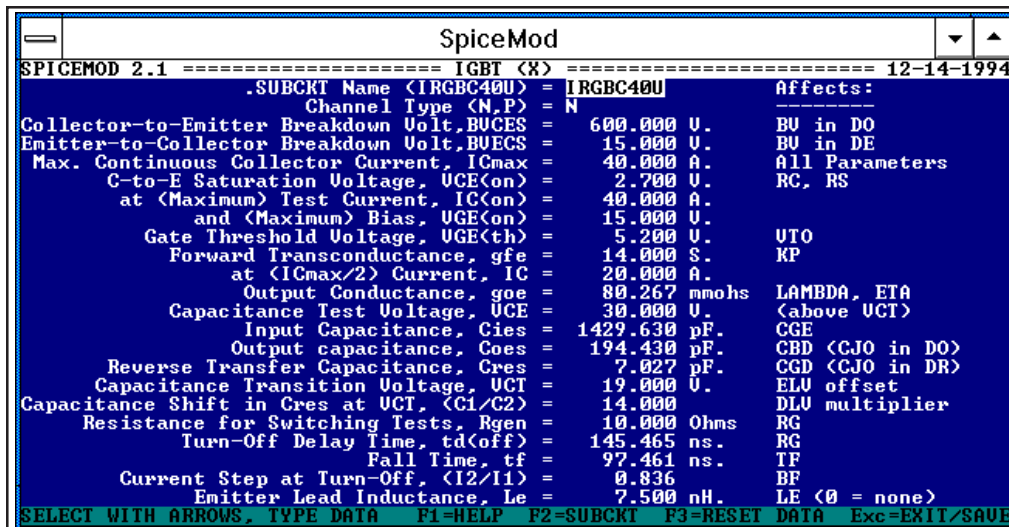 SpiceMod
SPICEMOD 2.1 ===================== IGBT (X) ========================= 12-14-1994
.SUBCKT Name (IRGBC40U) = IRGBC40U Affects:
Channel Type (N,P) = N --------
Collector-to-Emitter Breakdown Volt,BVCES = 600.000 V. BV in DO
Emitter-to-Collector Breakdown Volt,BVECS = 15.000 V. BV in DE
Max. Continuous Collector Current, ICmax = 40.000 A. All Parameters
C-to-E Saturation Voltage, VCE(on) = 2.700 V. RC, RS
at (Maximum) Test Current, IC(on) = 40.000 A.
and (Maximum) Bias, VGE(on) = 15.000 V.
Gate Threshold Voltage, VGE(th) = 5.200 V. VTO
Forward Transconductance, gfe = 14.000 S. KP
at (ICmax/2) Current, IC = 20.000 A.
Output Conductance, goe = 80.267 mmohs LAMBDA, ETA
Capacitance Test Voltage, VCE = 30.000 V. (above VCT)
Input Capacitance, Cies = 1429.630 pF. CGE
Output capacitance, Coes = 194.430 pF. CBD (CJO in DO)
Reverse Transfer Capacitance, Cres = 7.027 pF. CGD (CJO in DR)
Capacitance Transition Voltage, VCT = 19.000 V. ELV offset
Capacitance Shift in Cres at VCT, (C1/C2) = 14.000 DLV multiplier
Resistance for Switching Tests, Rgen = 10.000 Ohms RG
Turn-Off Delay Time, td(off) = 145.465 ns. RG
Fall Time, tf = 97.461 ns. TF
Current Step at Turn-Off, (I2/I1) = 0.836 BF
Emitter Lead Inductance, Le = 7.500 nH. LE (0 = none)
SELECT WITH ARROWS, TYPE DATA F1=HELP F2=SUBCKT F3=RESET DATA Exc=EXIT/SAVE